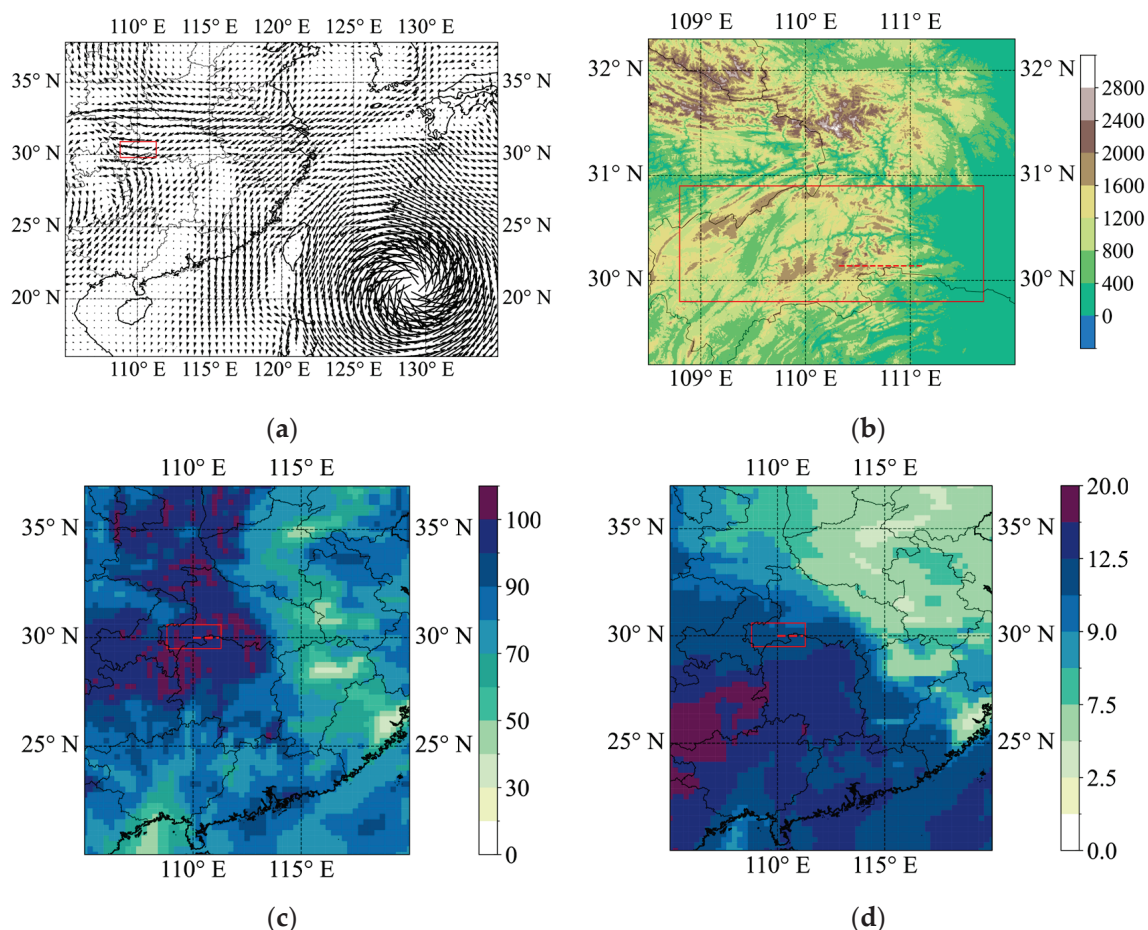 110° E 115° E 120° E 125° E 130° E
35° N 35° N
30° N 30° N
25° N 25° N
20° N 20° N
110° E 115° E 120° E 125° E 130° E
(a)
109° E 110° E 111° E
32° N 32° N
31° N 31° N
30° N 30° N
109° E 110° E 111° E
2800
2400
2000
1600
1200
800
400
0
(b)
110° E 115° E
35° N 35° N
30° N 30° N
25° N 25° N
110° E 115° E
100
90
70
50
30
0
(c)
110° E 115° E
35° N 35° N
30° N 30° N
25° N 25° N
110° E 115° E
20.0
12.5
9.0
7.5
2.5
0.0
(d)